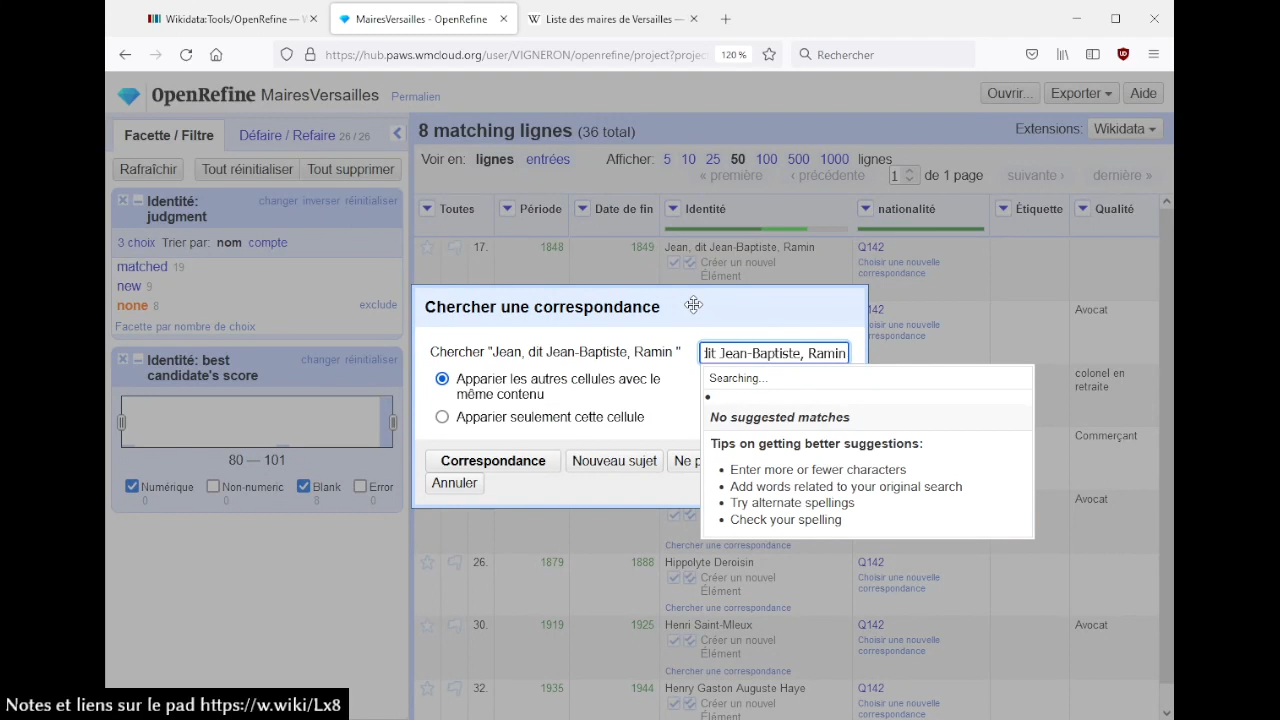 Wikidata:Tools/OpenRefine — V
MairesVersailles - OpenRefine
Liste des maires de Versailles —
https://hub.paws.wmcloud.org/user/VIGNERON/openrefine/project?projec
120 %
Rechercher
OpenRefine MairesVersailles Permalien
Ouvrir... Exporter Aide
Facette / Filtre
Défaire / Refaire 26 / 26
8 matching lignes (36 total)
Extensions: Wikidata
Rafraîchir Tout réinitialiser Tout supprimer
Voir en: lignes entrées Afficher: 5 10 25 50 100 500 1000 lignes
« première ‹ précédente 1 de 1 page suivante › dernière »
Identité: judgment
changer inverser réinitialiser
3 choix Trier par: nom compte
matched 19
new 9
none 8 exclude
Facette par nombre de choix
Identité: best candidate's score
changer réinitialiser
80 — 101
Numérique 0
Non-numeric 0
Blank 8
Error 0
Toutes Période Date de fin Identité nationalité Étiquette Qualité
17. 1848 1849 Jean, dit Jean-Baptiste, Ramin Q142
Créer un nouvel Élément
Choisir une nouvelle correspondance
142
oisir une nouvelle
rrespondance
Avocat
colonel en retraite
Commerçant
Avocat
Chercher une correspondance
Chercher "Jean, dit Jean-Baptiste, Ramin "
dit Jean-Baptiste, Ramin
Apparier les autres cellules avec le même contenu
Apparier seulement cette cellule
Correspondance Nouveau sujet Ne p
Annuler
Searching...
No suggested matches
Tips on getting better suggestions:
Enter more or fewer characters
Add words related to your original search
Try alternate spellings
Check your spelling
Chercher une correspondance
26. 1879 1888 Hippolyte Deroisin Q142
Créer un nouvel Élément
Choisir une nouvelle correspondance
Chercher une correspondance
30. 1919 1925 Henri Saint-Mleux Q142 Avocat
Créer un nouvel Élément
Choisir une nouvelle correspondance
Chercher une correspondance
32. 1935 1944 Henry Gaston Auguste Haye Q142
Créer un nouvel
Choisir une nouvelle
Notes et liens sur le pad https://w.wiki/Lx8